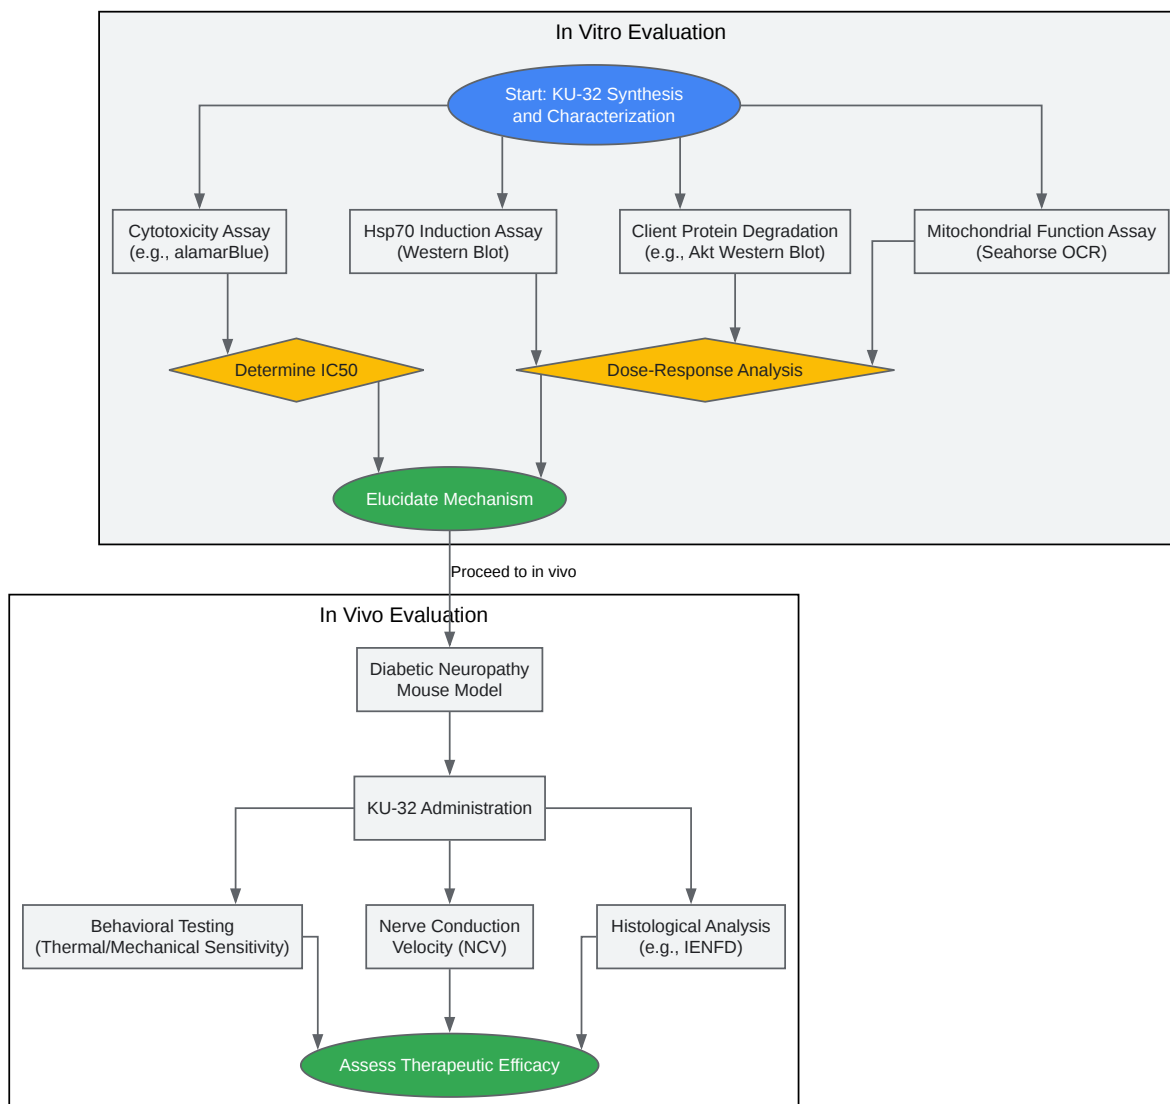 In Vitro Evaluation
Start: KU-32 Synthesis
and Characterization
Cytotoxicity Assay
(e.g., alamarBlue)
Hsp70 Induction Assay
(Western Blot)
Client Protein Degradation
(e.g., Akt Western Blot)
Mitochondrial Function Assay
(Seahorse OCR)
Determine IC50
Dose-Response Analysis
Elucidate Mechanism
Proceed to in vivo
In Vivo Evaluation
Diabetic Neuropathy
Mouse Model
KU-32 Administration
Behavioral Testing
(Thermal/Mechanical Sensitivity)
Nerve Conduction
Velocity (NCV)
Histological Analysis
(e.g., IENFD)
Assess Therapeutic Efficacy